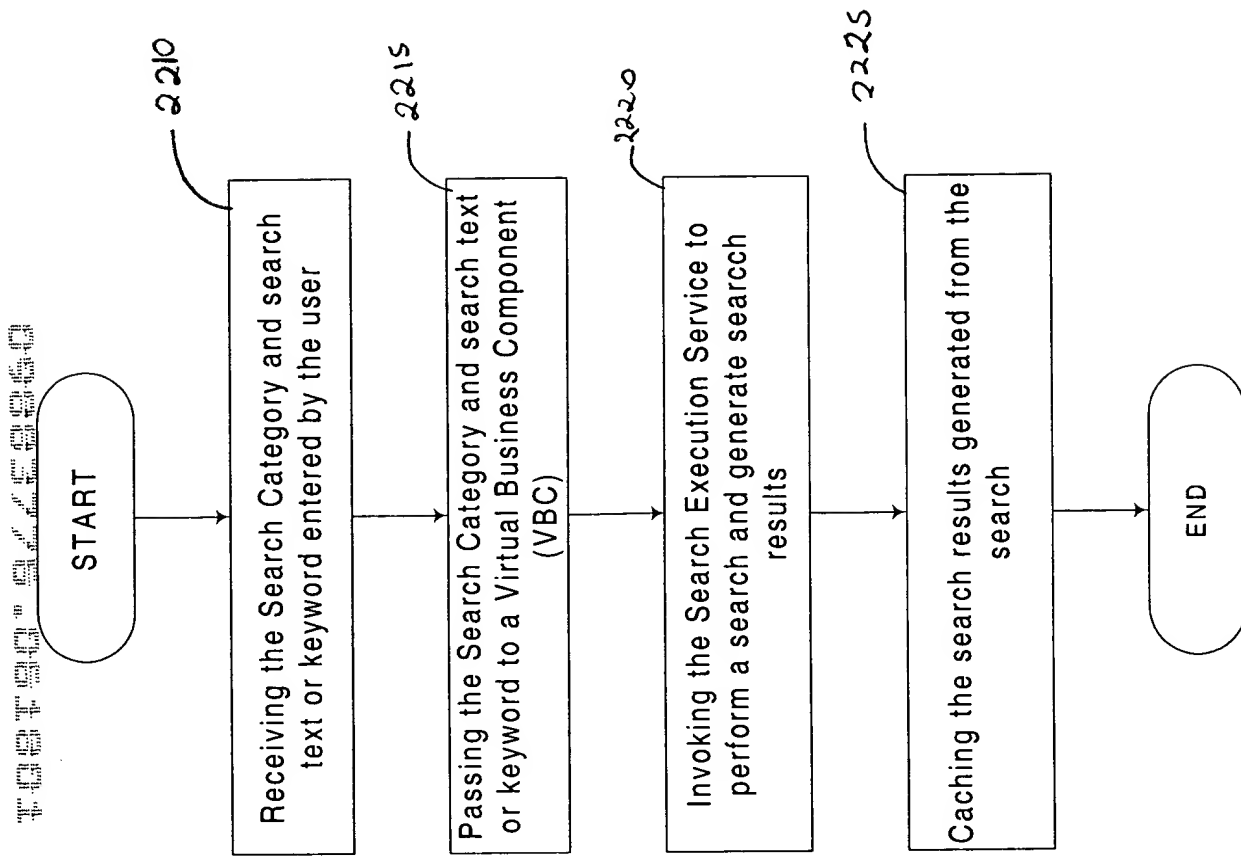 START
2210
Receiving the Search Category and search
text or keyword entered by the user
2215
Passing the Search Category and search text
or keyword to a Virtual Business Component
(VBC)
2220
Invoking the Search Execution Service to
perform a search and generate searcch
results
2225
Caching the search results generated from the
search
END